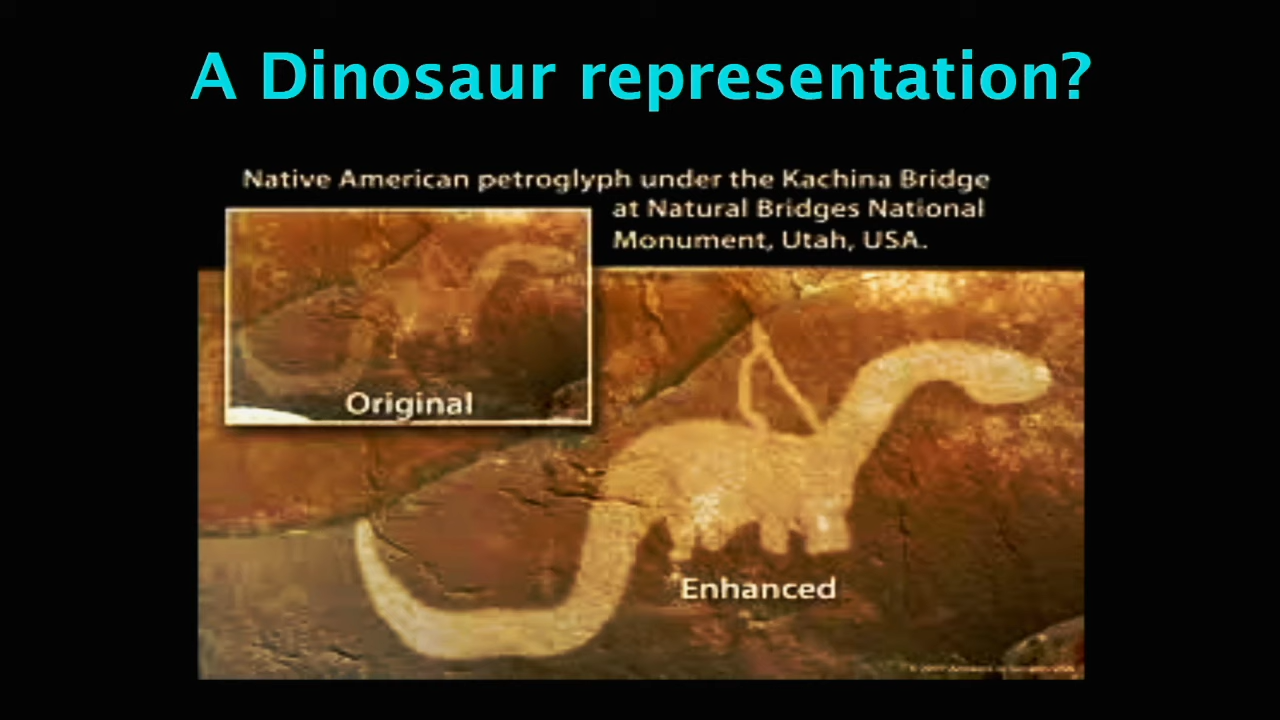 A Dinosaur representation?
Native American petroglyph under the Kachina Bridge
at Natural Bridges National
Monument, Utah, USA.
Original
Enhanced